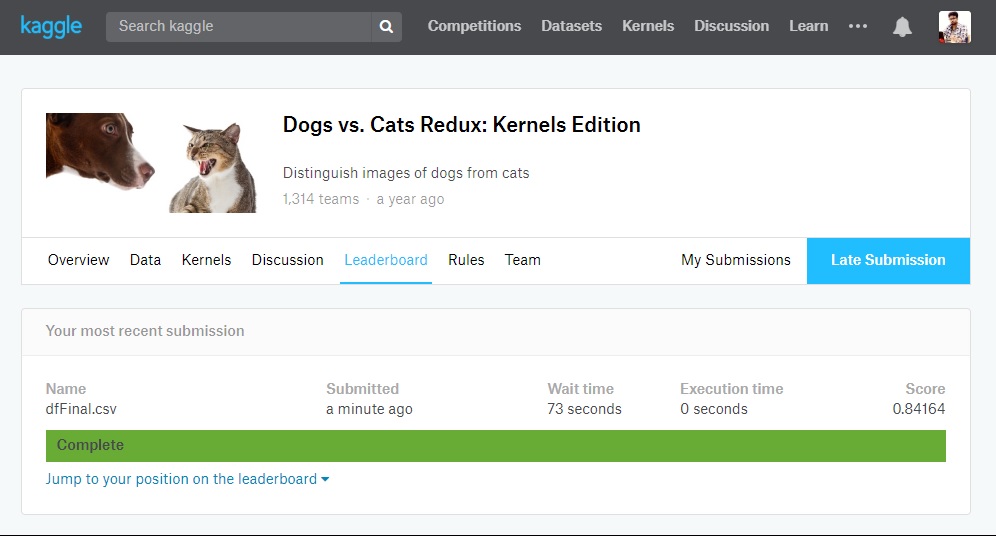 kaggle Search kaggle Competitions Datasets Kernels Discussion Learn
Dogs vs. Cats Redux: Kernels Edition
Distinguish images of dogs from cats
1,314 teams · a year ago
Overview Data Kernels Discussion Leaderboard Rules Team My Submissions Late Submission
Your most recent submission
Name Submitted Wait time Execution time Score
dfFinal.csv a minute ago 73 seconds 0 seconds 0.84164
Complete
Jump to your position on the leaderboard